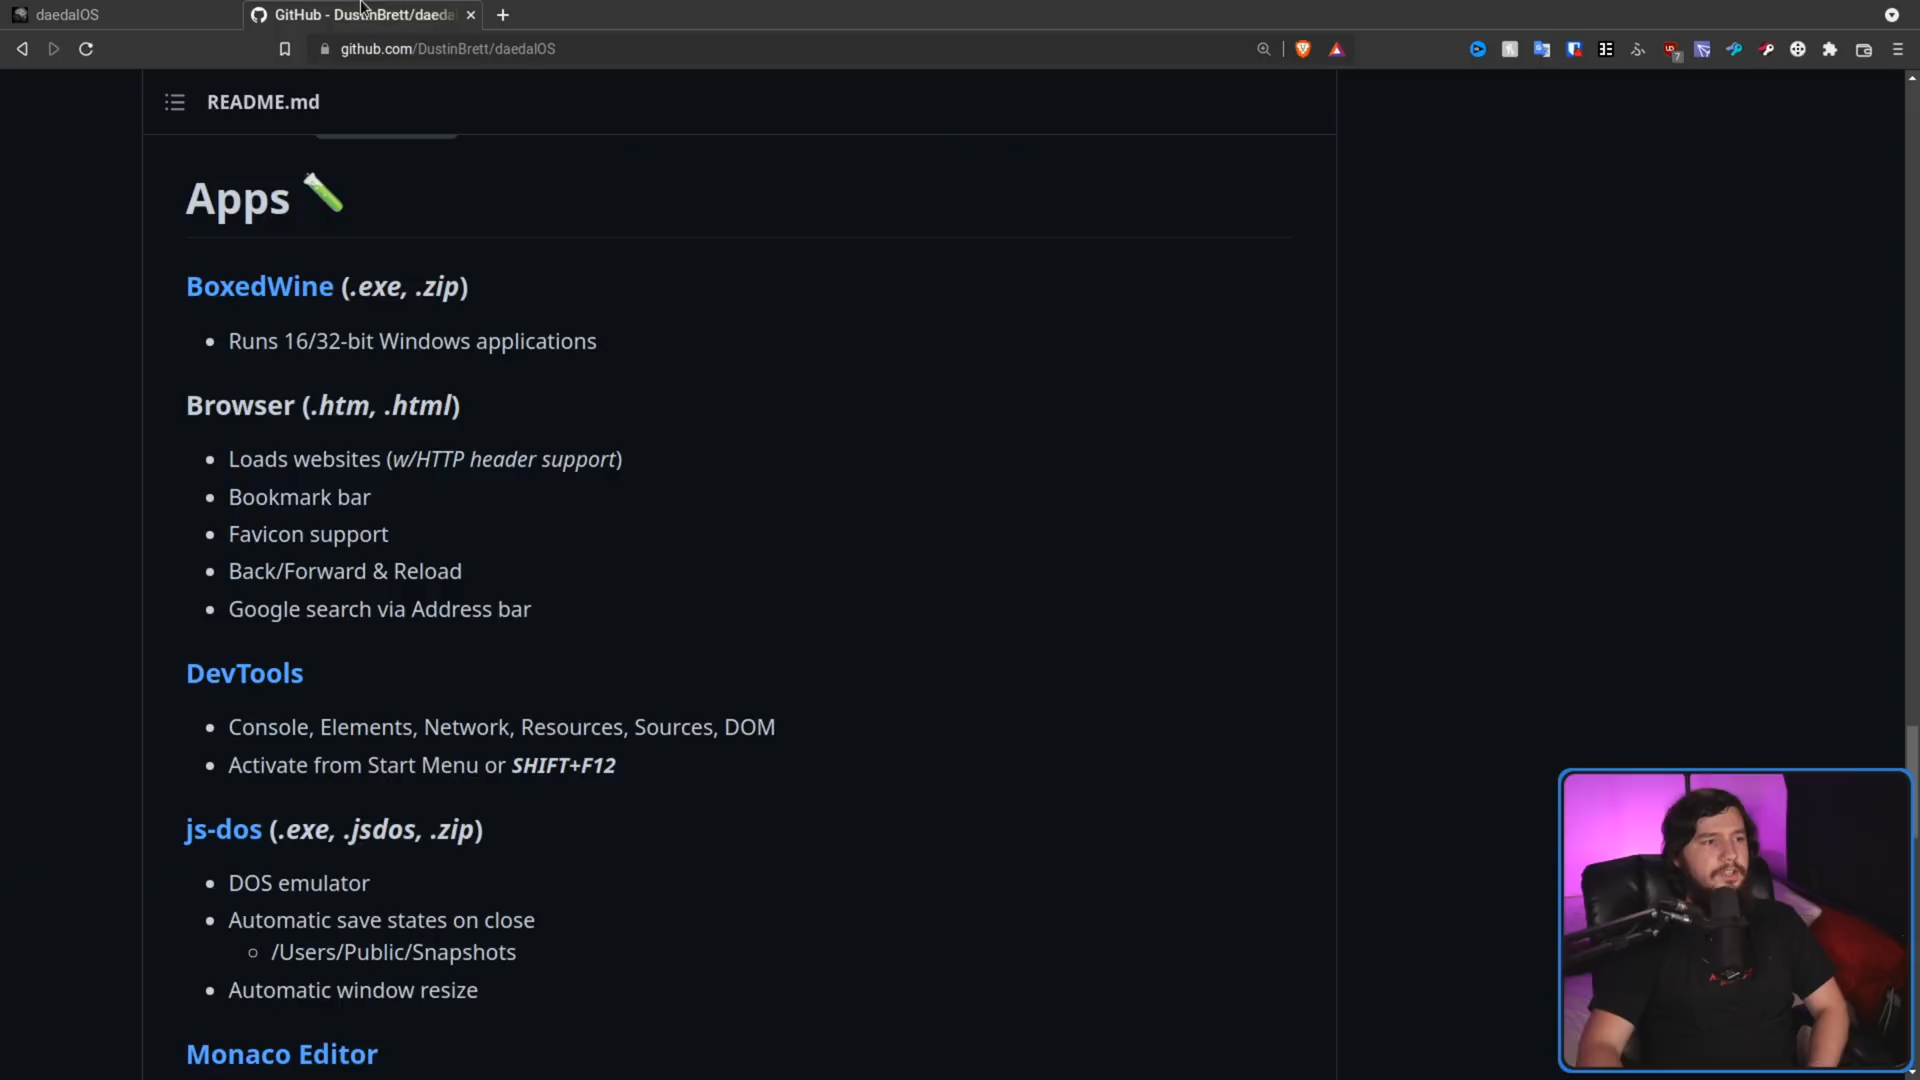 daedalOS
GitHub - DustinBrett/daeda
github.com/DustinBrett/daedalOS
7
README.md
Apps
BoxedWine (.exe, .zip)
• Runs 16/32-bit Windows applications
Browser (.htm, .html)
• Loads websites (w/HTTP header support)
• Bookmark bar
• Favicon support
• Back/Forward & Reload
• Google search via Address bar
DevTools
• Console, Elements, Network, Resources, Sources, DOM
• Activate from Start Menu or SHIFT+F12
js-dos (.exe, .jsdos, .zip)
• DOS emulator
• Automatic save states on close
◦ /Users/Public/Snapshots
• Automatic window resize
Monaco Editor